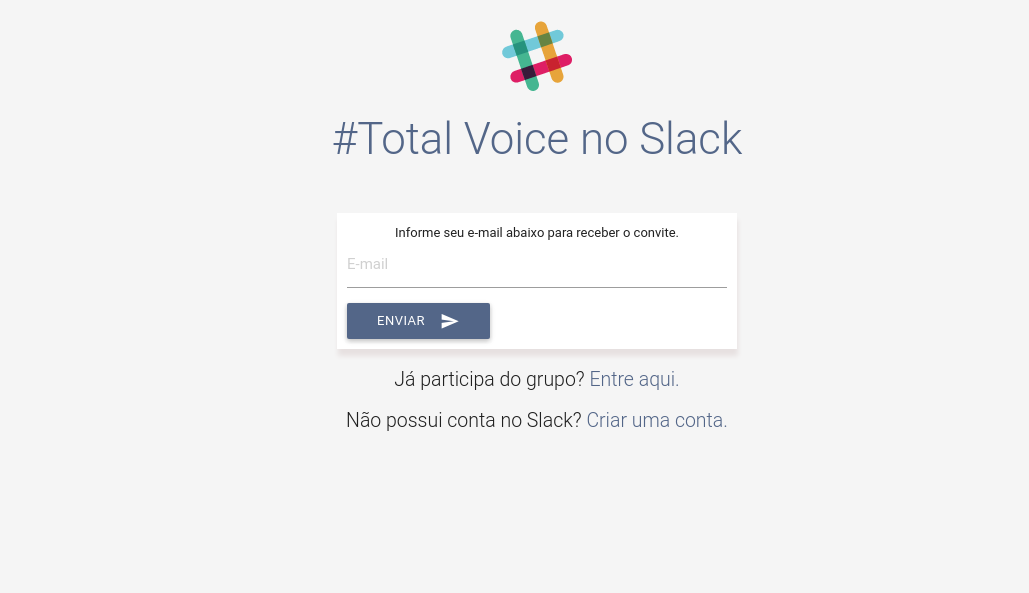 #Total Voice no Slack
Informe seu e-mail abaixo para receber o convite.
E-mail
ENVIAR
Já participa do grupo? Entre aqui.
Não possui conta no Slack? Criar uma conta.